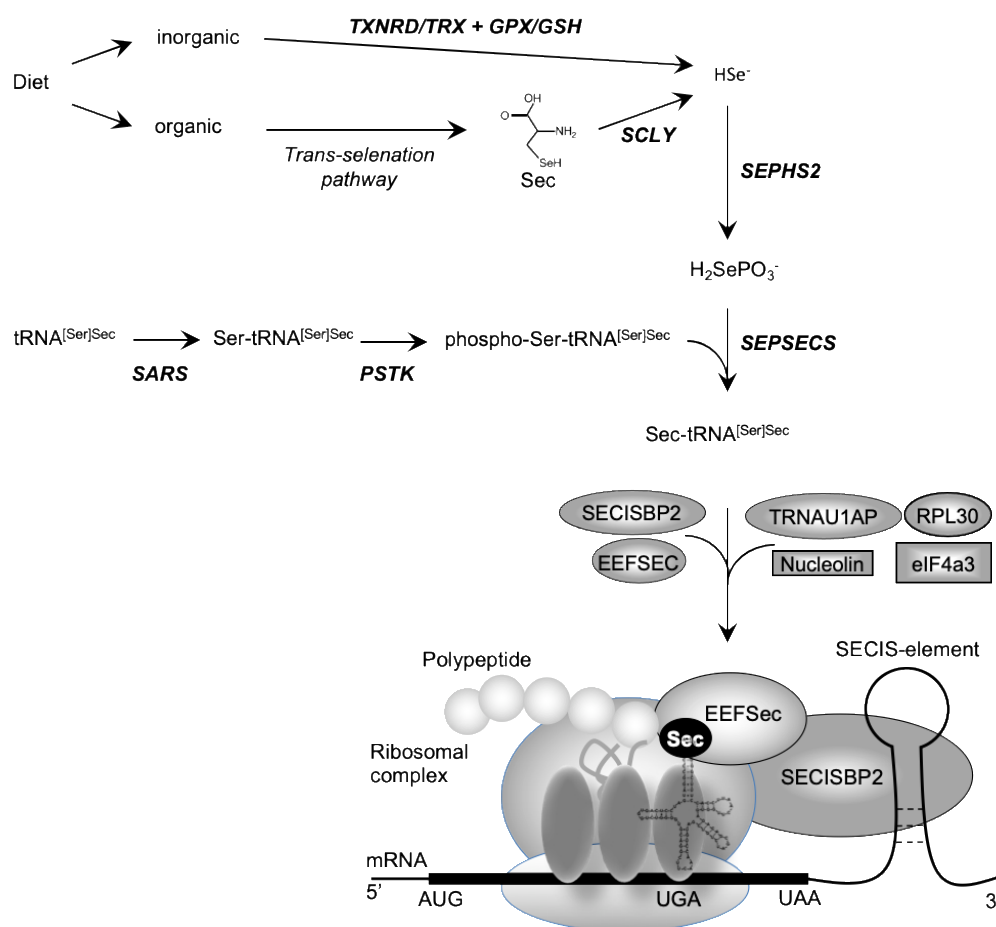 TXNRD/TRX + GPX/GSH
inorganic
Diet
HSe⁻
organic
Trans-selenation
pathway
OH
O
NH₂
SeH
Sec
SCLY
SEPHS2
H₂SePO₃⁻
tRNA[Ser]Sec
Ser-tRNA[Ser]Sec
phospho-Ser-tRNA[Ser]Sec
SARS
PSTK
SEPSECS
Sec-tRNA[Ser]Sec
SECISBP2
TRNAU1AP
RPL30
EEFSEC
Nucleolin
eIF4a3
SECIS-element
Polypeptide
EEFSec
Sec
Ribosomal
complex
SECISBP2
mRNA
5’
AUG
UGA
UAA
3